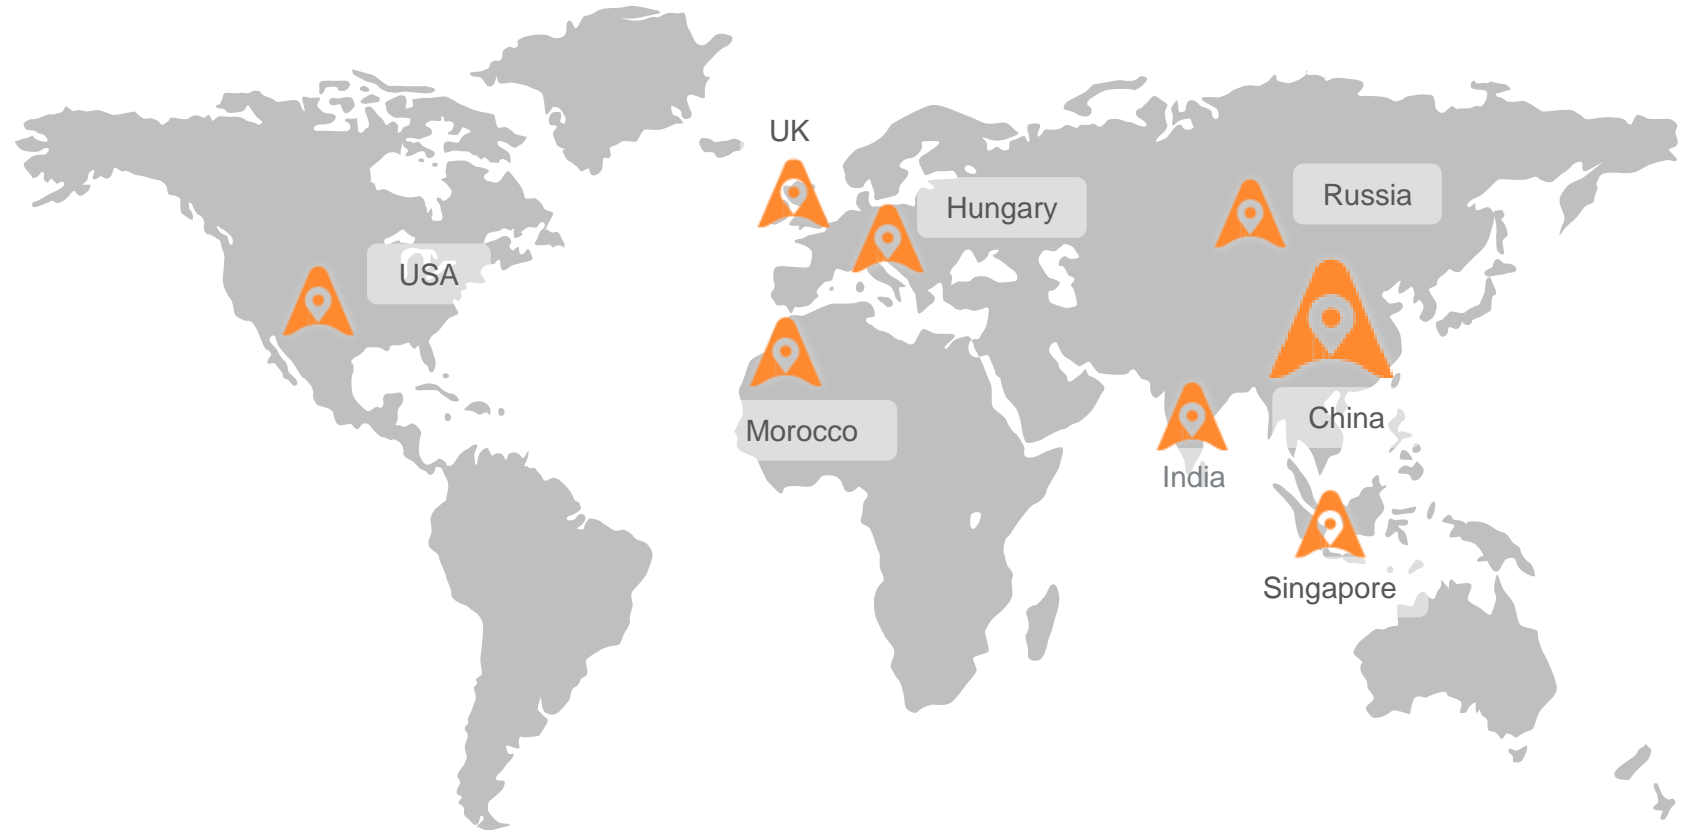 UK
Russia
Hungary
USA
China
Morocco
India
Singapore